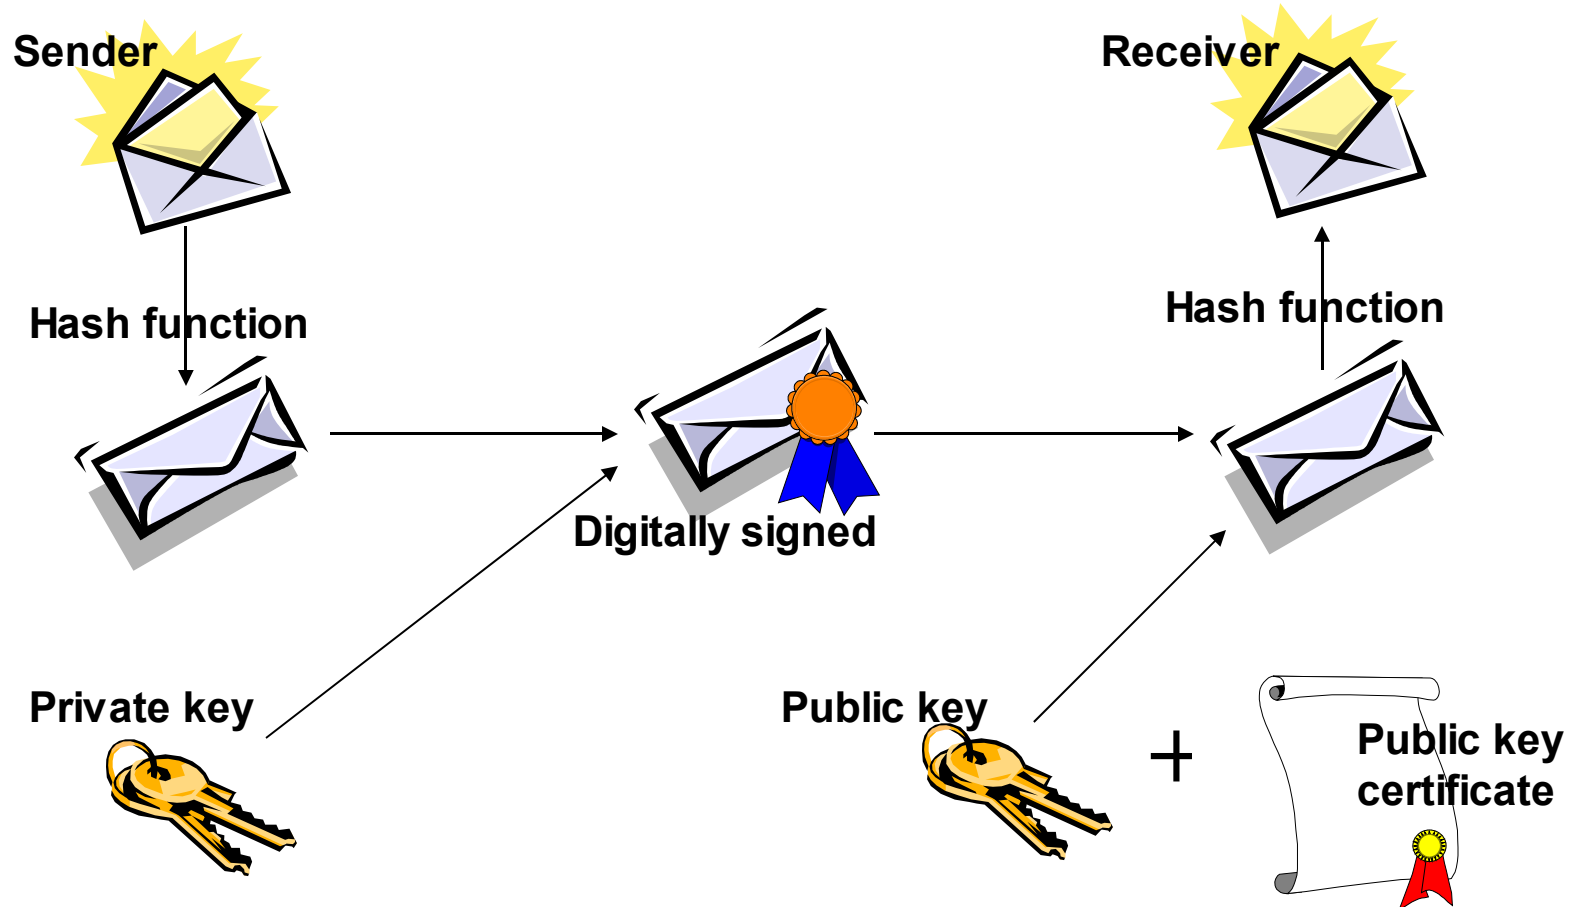 Sender
Receiver
Hash function
Hash function
Digitally signed
Private key
Public key
+
Public key
certificate